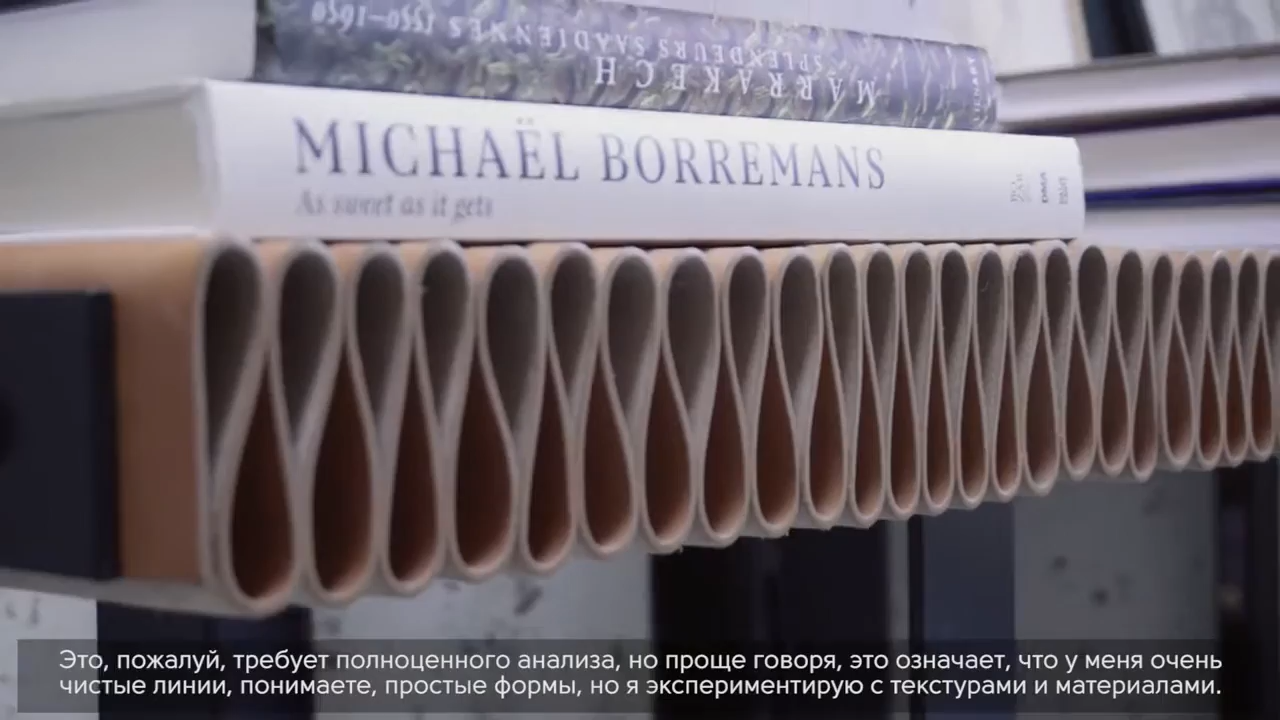 MARRAKECH
SPLENDEURS SAADIENNES 1550–1650
MICHAËL BORREMANS
As sweet as it gets
Это, пожалуй, требует полноценного анализа, но проще говоря, это означает, что у меня очень
чистые линии, понимаете, простые формы, но я экспериментирую с текстурами и материалами.